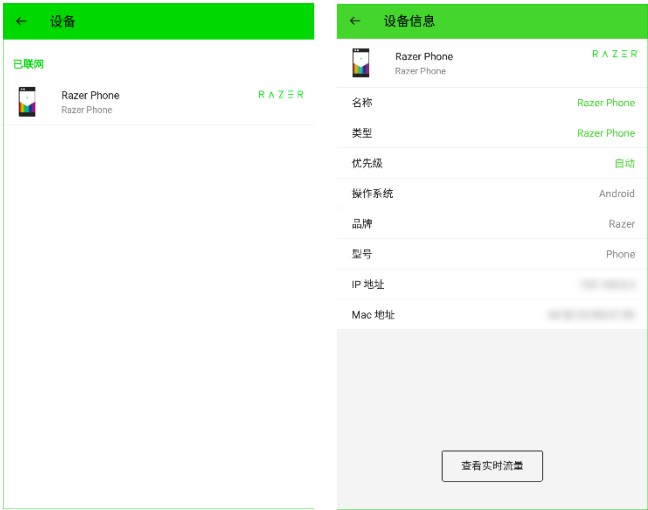 设备
已联网
Razer Phone
Razer Phone
RAZER
设备信息
Razer Phone
Razer Phone
RAZER
名称 Razer Phone
类型 Razer Phone
优先级 自动
操作系统 Android
品牌 Razer
型号 Phone
IP 地址
Mac 地址
查看实时流量